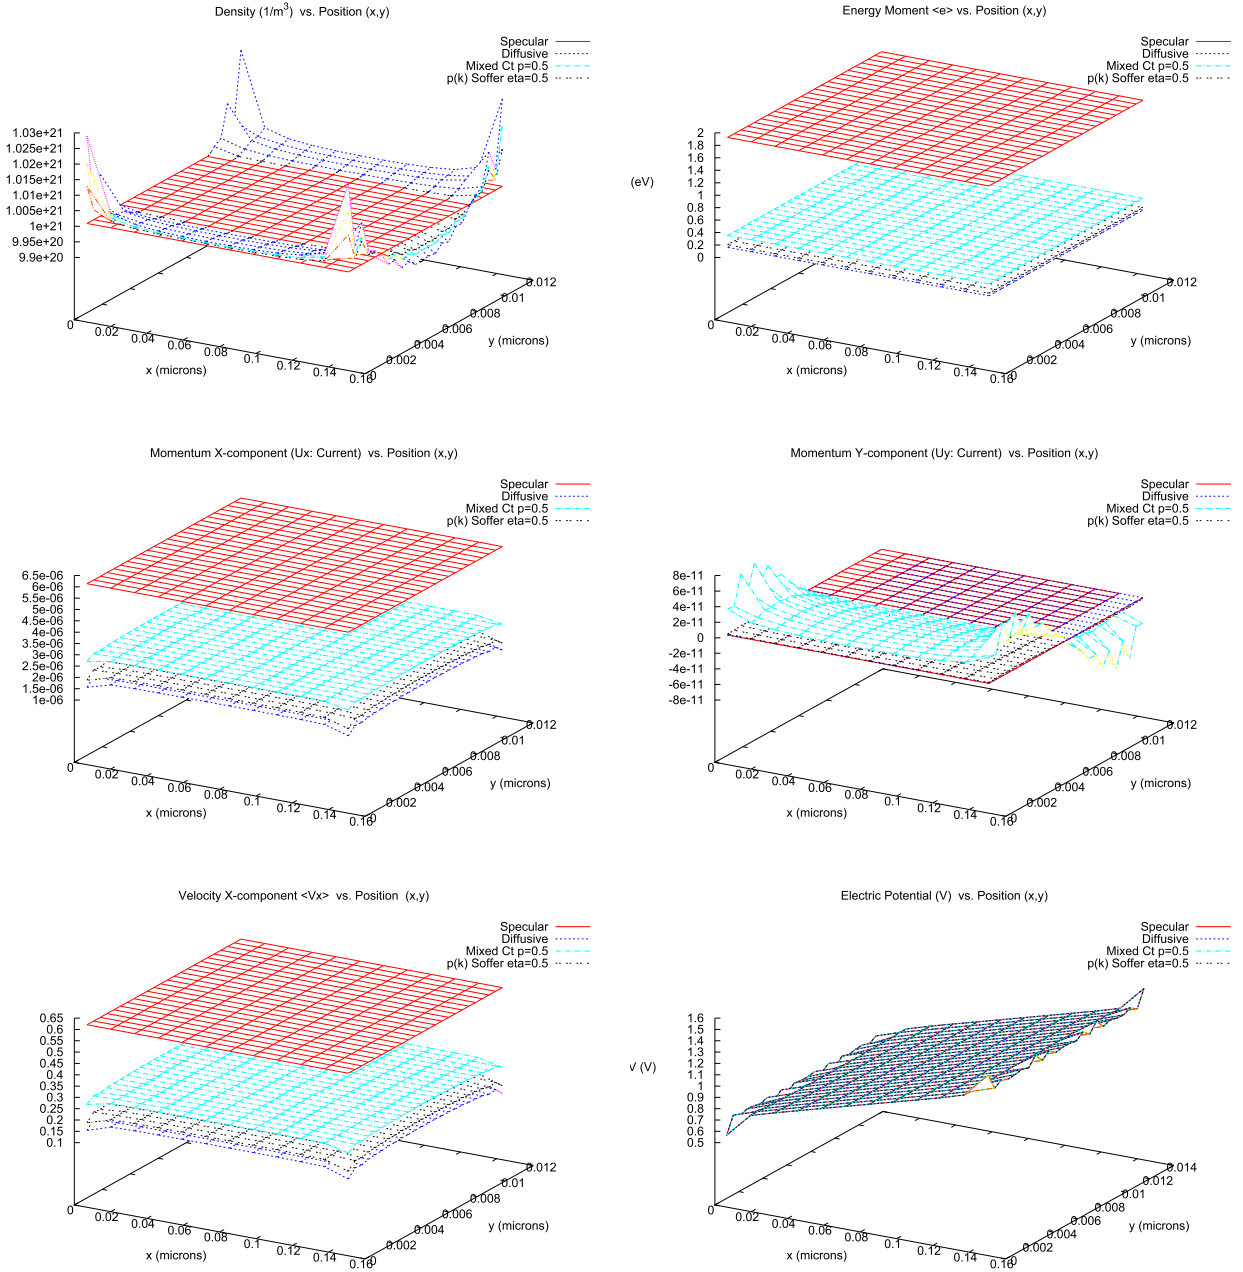 Density (1/m^3)  vs. Position (x,y)
Specular
Diffusive
Mixed Ct p=0.5
p(k) Soffer eta=0.5
1.03e+21
1.025e+21
1.02e+21
1.015e+21
1.01e+21
1.005e+21
1e+21
9.95e+20
9.9e+20
0
0.02
0.04
0.06
0.08
0.1
0.12
0.14
0.16
x (microns)
0
0.002
0.004
0.006
0.008
0.01
0.012
y (microns)
Energy Moment <e> vs. Position (x,y)
Specular
Diffusive
Mixed Ct p=0.5
p(k) Soffer eta=0.5
2
1.8
1.6
1.4
1.2
1
0.8
0.6
0.4
0.2
0
(eV)
0
0.02
0.04
0.06
0.08
0.1
0.12
0.14
0.16
x (microns)
0
0.002
0.004
0.006
0.008
0.01
0.012
y (microns)
Momentum X-component (Ux: Current)  vs. Position (x,y)
Specular
Diffusive
Mixed Ct p=0.5
p(k) Soffer eta=0.5
6.5e-06
6e-06
5.5e-06
5e-06
4.5e-06
4e-06
3.5e-06
3e-06
2.5e-06
2e-06
1.5e-06
1e-06
0
0.02
0.04
0.06
0.08
0.1
0.12
0.14
0.16
x (microns)
0
0.002
0.004
0.006
0.008
0.01
0.012
y (microns)
Momentum Y-component (Uy: Current)  vs. Position (x,y)
Specular
Diffusive
Mixed Ct p=0.5
p(k) Soffer eta=0.5
8e-11
6e-11
4e-11
2e-11
0
-2e-11
-4e-11
-6e-11
-8e-11
0
0.02
0.04
0.06
0.08
0.1
0.12
0.14
0.16
x (microns)
0
0.002
0.004
0.006
0.008
0.01
0.012
y (microns)
Velocity X-component <Vx>  vs. Position  (x,y)
Specular
Diffusive
Mixed Ct p=0.5
p(k) Soffer eta=0.5
0.65
0.6
0.55
0.5
0.45
0.4
0.35
0.3
0.25
0.2
0.15
0.1
0
0.02
0.04
0.06
0.08
0.1
0.12
0.14
0.16
x (microns)
0
0.002
0.004
0.006
0.008
0.01
0.012
y (microns)
Electric Potential (V)  vs. Position (x,y)
Specular
Diffusive
Mixed Ct p=0.5
p(k) Soffer eta=0.5
1.6
1.5
1.4
1.3
1.2
1.1
1
0.9
0.8
0.7
0.6
0.5
V (V)
0
0.02
0.04
0.06
0.08
0.1
0.12
0.14
0.16
x (microns)
0
0.002
0.004
0.006
0.008
0.01
0.012
0.014
y (microns)